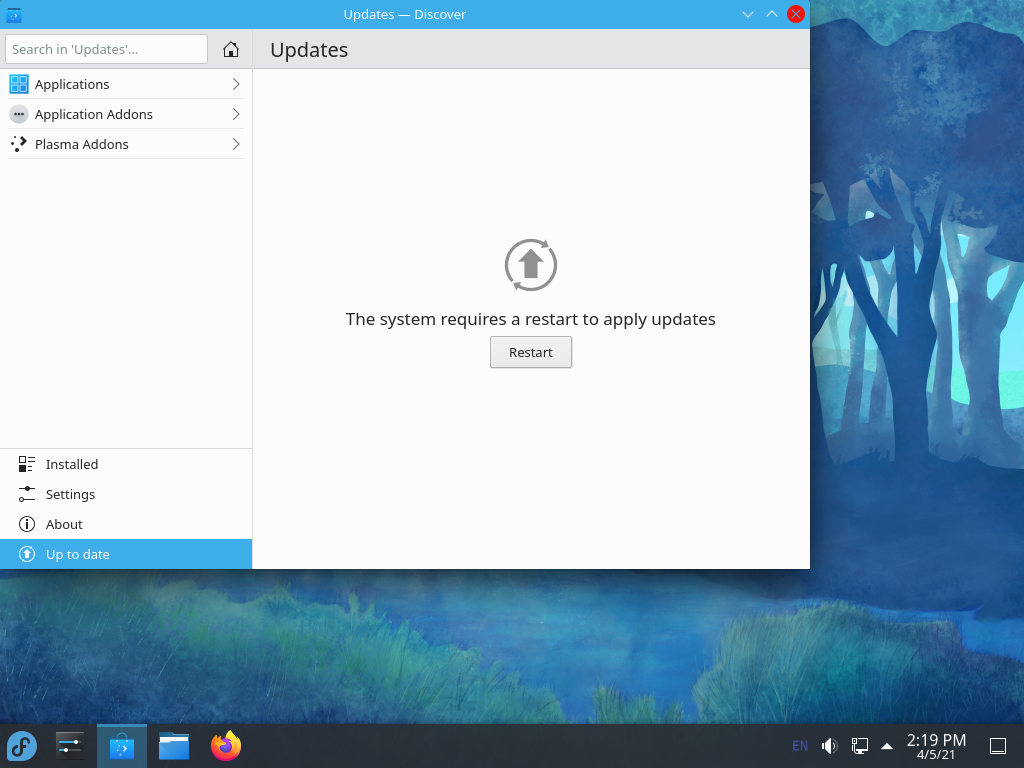 Updates — Discover
Search in 'Updates'...
Updates
Applications
Application Addons
Plasma Addons
The system requires a restart to apply updates
Restart
Installed
Settings
About
Up to date
EN
2:19 PM
4/5/21